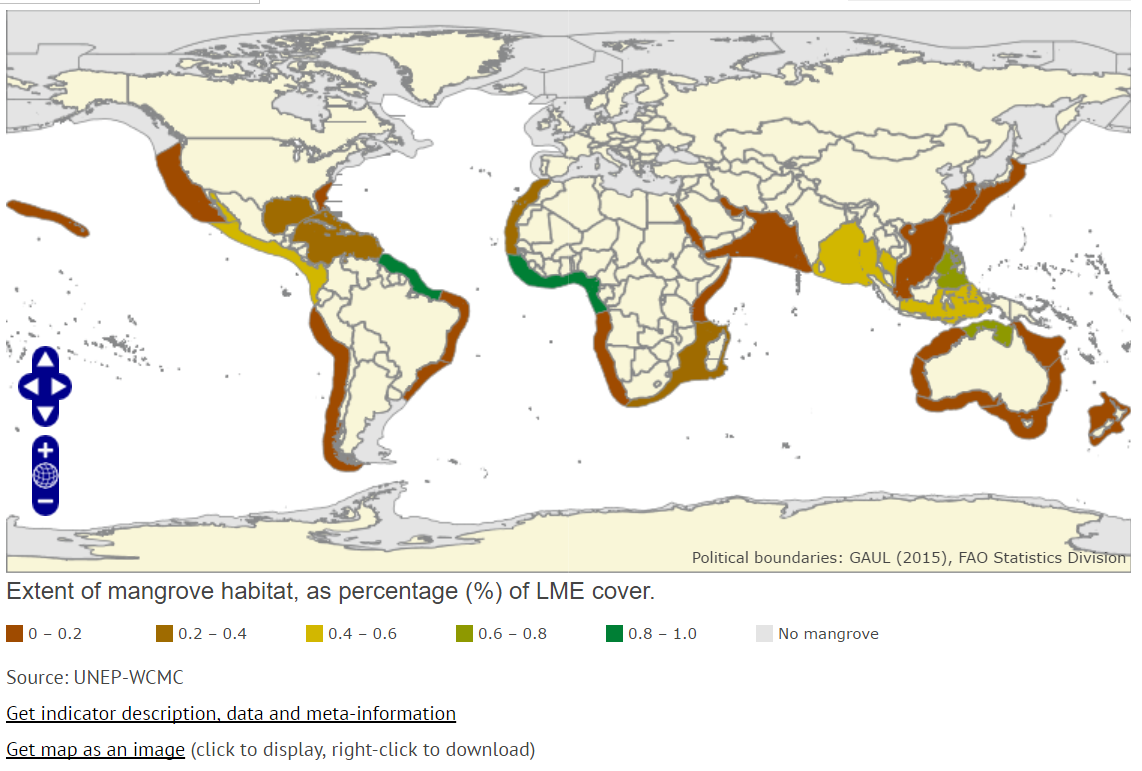 Political boundaries: GAUL (2015), FAO Statistics Division
Extent of mangrove habitat, as percentage (%) of LME cover.
0 – 0.2 0.2 – 0.4 0.4 – 0.6 0.6 – 0.8 0.8 – 1.0 No mangrove
Source: UNEP-WCMC
Get indicator description, data and meta-information
Get map as an image (click to display, right-click to download)